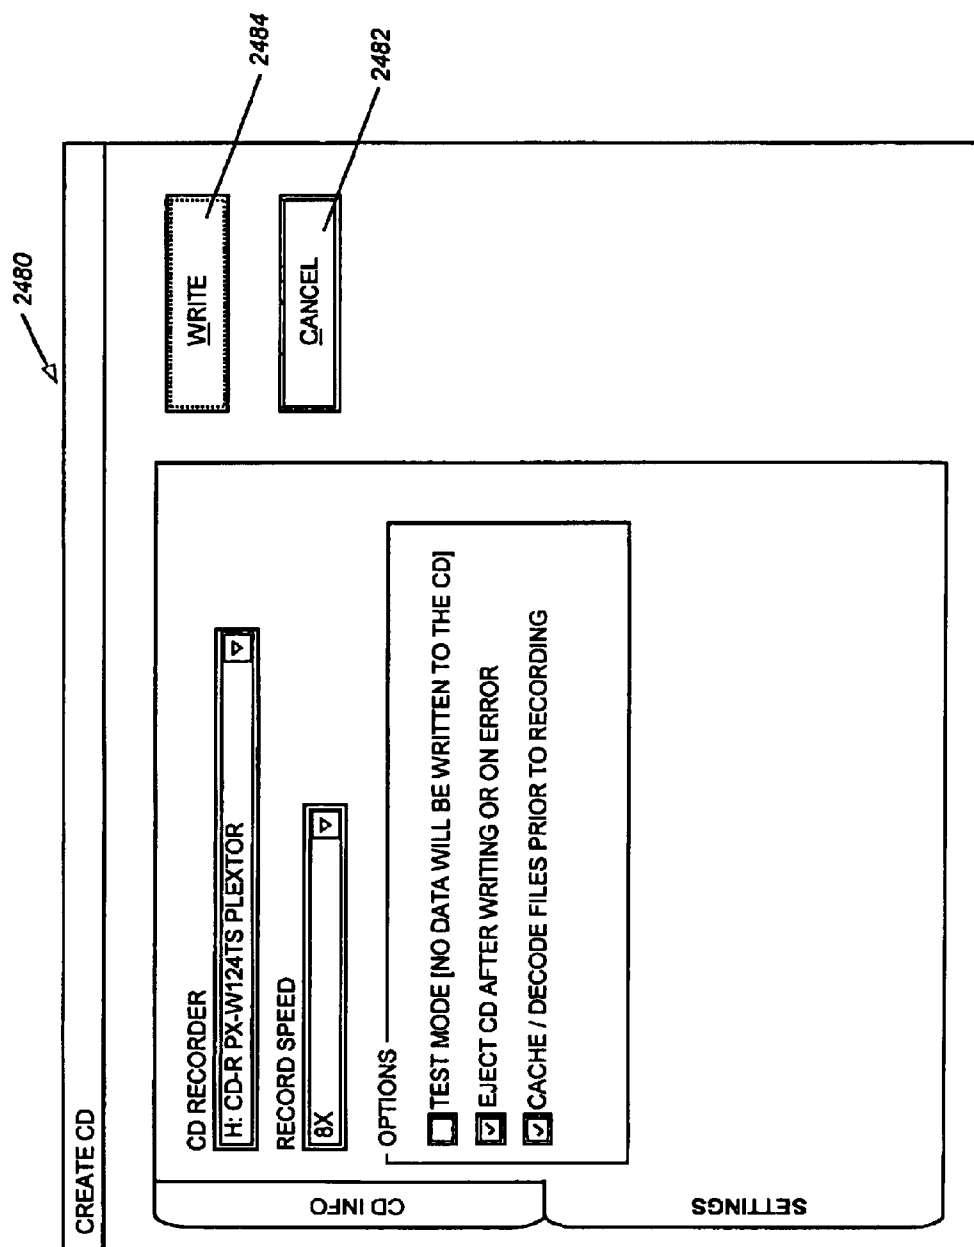 2480
CREATE CD
CD INFO
SETTINGS
CD RECORDER
H: CD-R PX-W124TS PLEXTOR
RECORD SPEED
8X
OPTIONS
TEST MODE [NO DATA WILL BE WRITTEN TO THE CD]
EJECT CD AFTER WRITING OR ON ERROR
CACHE / DECODE FILES PRIOR TO RECORDING
WRITE
2484
CANCEL
2482